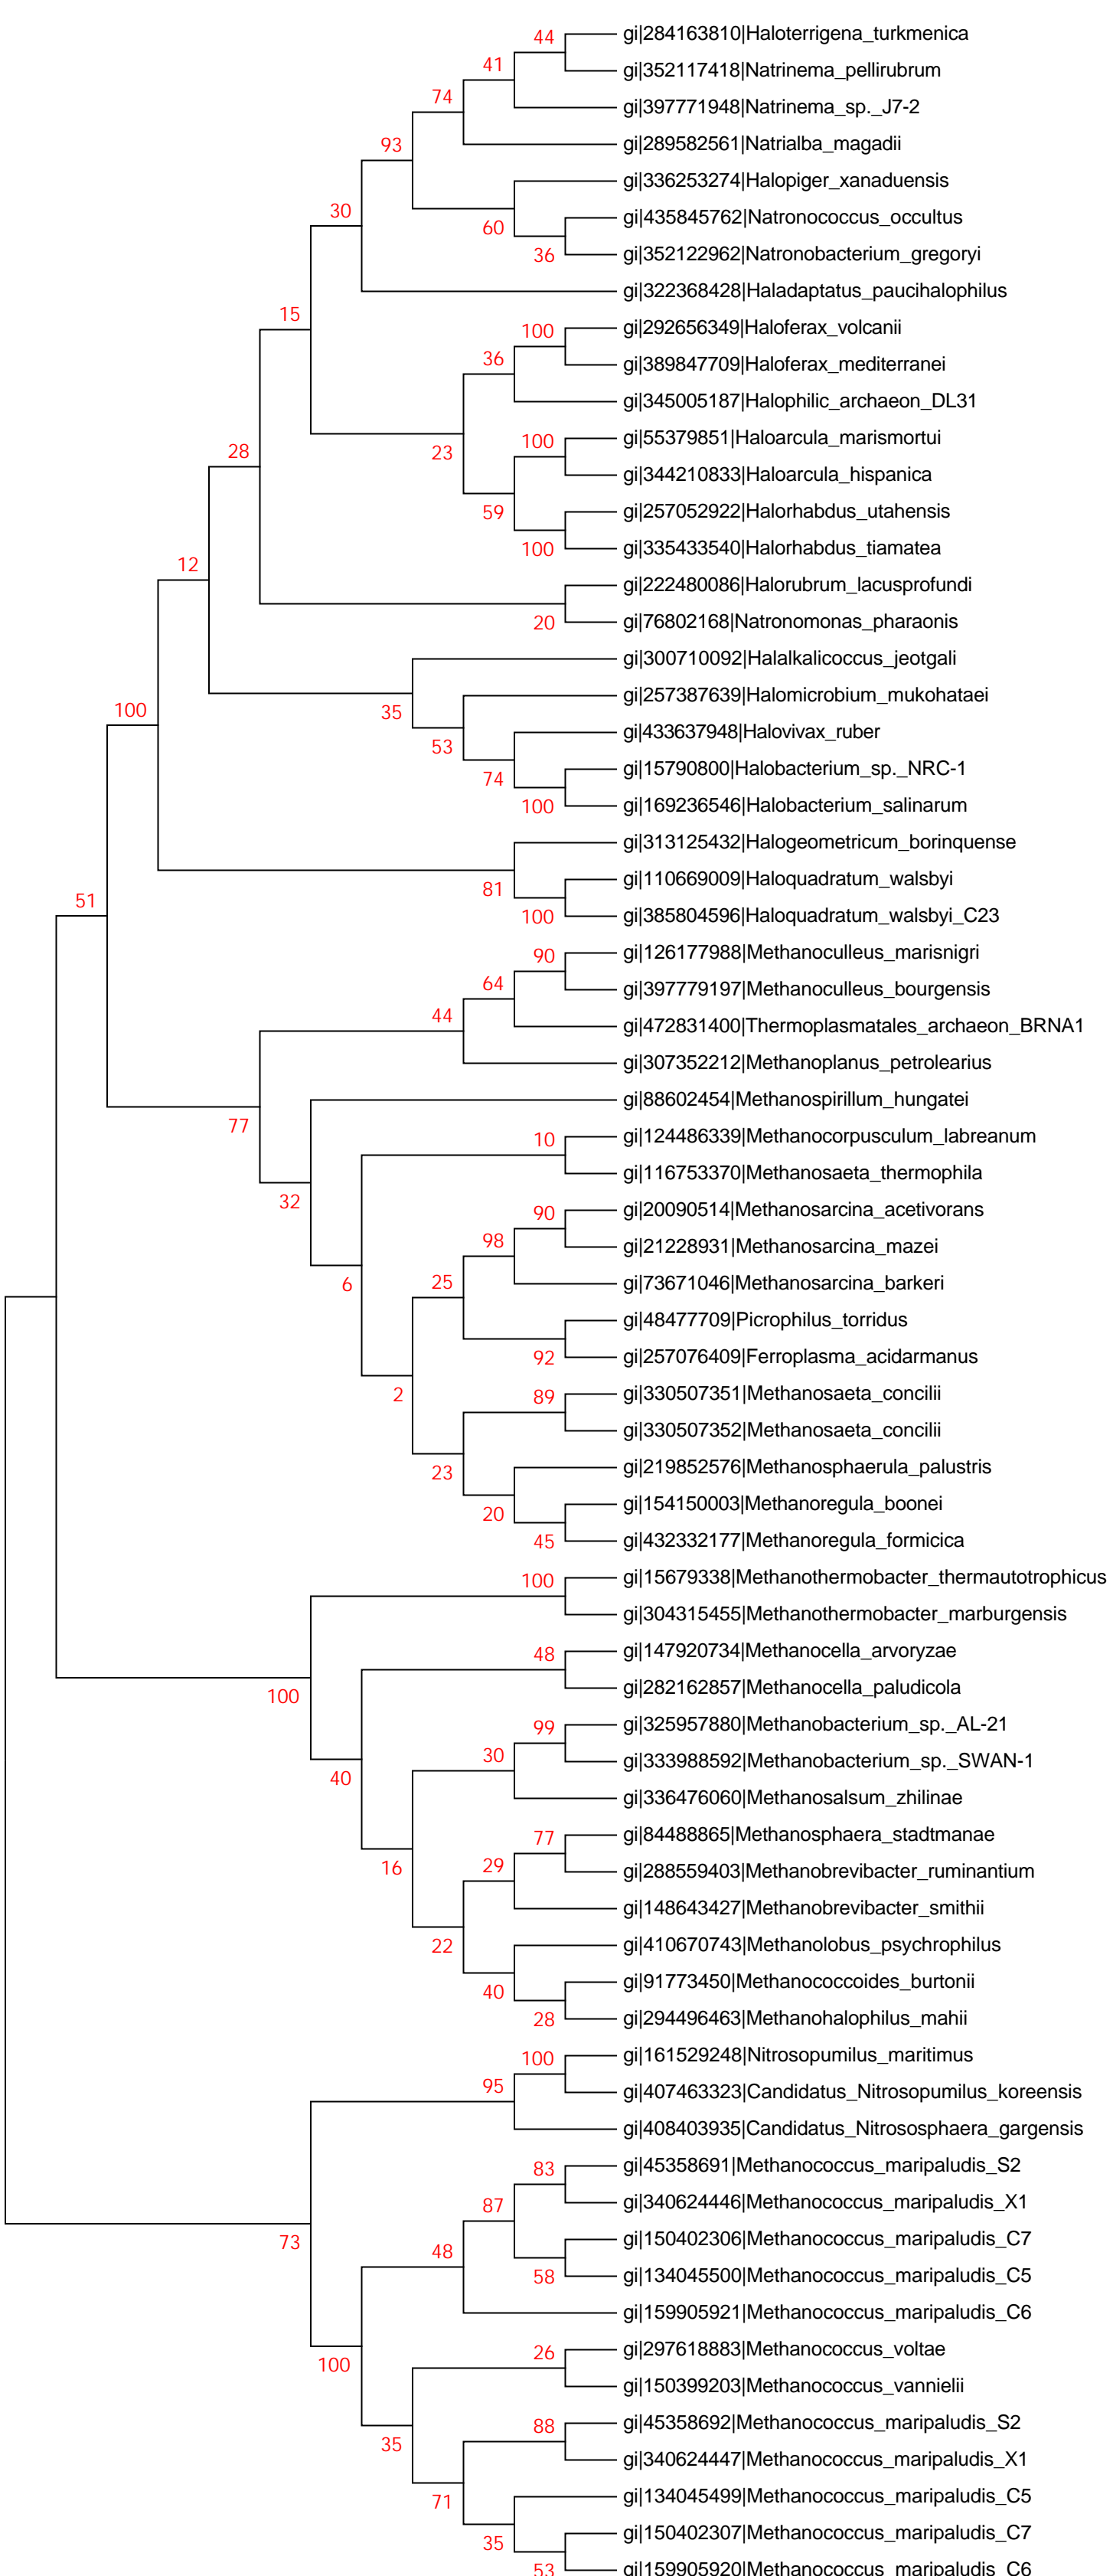 44
gi|284163810|Haloterrigena_turkmenica
41
gi|352117418|Natrinema_pellirubrum
74
gi|397771948|Natrinema_sp._J7-2
93
gi|289582561|Natrialba_magadii
gi|336253274|Halopiger_xanaduensis
30
gi|435845762|Natronococcus_occultus
60
36
gi|352122962|Natronobacterium_gregoryi
gi|322368428|Haladaptatus_paucihalophilus
15
100
gi|292656349|Haloferax_volcanii
36
gi|389847709|Haloferax_mediterranei
gi|345005187|Halophilic_archaeon_DL31
100
gi|55379851|Haloarcula_marismortui
28
23
gi|344210833|Haloarcula_hispanica
59
gi|257052922|Halorhabdus_utahensis
100
gi|335433540|Halorhabdus_tiamatea
12
gi|222480086|Halorubrum_lacusprofundi
20
gi|76802168|Natronomonas_pharaonis
gi|300710092|Halalkalicoccus_jeotgali
100
35
gi|257387639|Halomicrobium_mukohataei
53
gi|433637948|Halovivax_ruber
74
gi|15790800|Halobacterium_sp._NRC-1
100
gi|169236546|Halobacterium_salinarum
gi|313125432|Halogeometricum_borinquense
51
81
gi|110669009|Haloquadratum_walsbyi
100
gi|385804596|Haloquadratum_walsbyi_C23
90
gi|126177988|Methanoculleus_marisnigri
64
gi|397779197|Methanoculleus_bourgensis
44
gi|472831400|Thermoplasmatales_archaeon_BRNA1
gi|307352212|Methanoplanus_petrolearius
77
gi|88602454|Methanospirillum_hungatei
10
gi|124486339|Methanocorpusculum_labreanum
32
gi|116753370|Methanosaeta_thermophila
90
gi|20090514|Methanosarcina_acetivorans
98
gi|21228931|Methanosarcina_mazei
6
25
gi|73671046|Methanosarcina_barkeri
gi|48477709|Picrophilus_torridus
92
gi|257076409|Ferroplasma_acidarmanus
2
89
gi|330507351|Methanosaeta_concilii
gi|330507352|Methanosaeta_concilii
23
gi|219852576|Methanosphaerula_palustris
20
gi|154150003|Methanoregula_boonei
45
gi|432332177|Methanoregula_formicica
100
gi|15679338|Methanothermobacter_thermautotrophicus
gi|304315455|Methanothermobacter_marburgensis
48
gi|147920734|Methanocella_arvoryzae
100
gi|282162857|Methanocella_paludicola
99
gi|325957880|Methanobacterium_sp._AL-21
40
30
gi|333988592|Methanobacterium_sp._SWAN-1
gi|336476060|Methanosalsum_zhilinae
77
gi|84488865|Methanosphaera_stadtmanae
16
29
gi|288559403|Methanobrevibacter_ruminantium
gi|148643427|Methanobrevibacter_smithii
22
gi|410670743|Methanolobus_psychrophilus
40
gi|91773450|Methanococcoides_burtonii
28
gi|294496463|Methanohalophilus_mahii
100
gi|161529248|Nitrosopumilus_maritimus
95
gi|407463323|Candidatus_Nitrosopumilus_koreensis
gi|408403935|Candidatus_Nitrososphaera_gargensis
83
gi|45358691|Methanococcus_maripaludis_S2
87
gi|340624446|Methanococcus_maripaludis_X1
73
48
gi|150402306|Methanococcus_maripaludis_C7
58
gi|134045500|Methanococcus_maripaludis_C5
gi|159905921|Methanococcus_maripaludis_C6
100
26
gi|297618883|Methanococcus_voltae
gi|150399203|Methanococcus_vannielii
35
88
gi|45358692|Methanococcus_maripaludis_S2
gi|340624447|Methanococcus_maripaludis_X1
71
gi|134045499|Methanococcus_maripaludis_C5
35
gi|150402307|Methanococcus_maripaludis_C7
53
gi|159905920|Methanococcus_maripaludis_C6